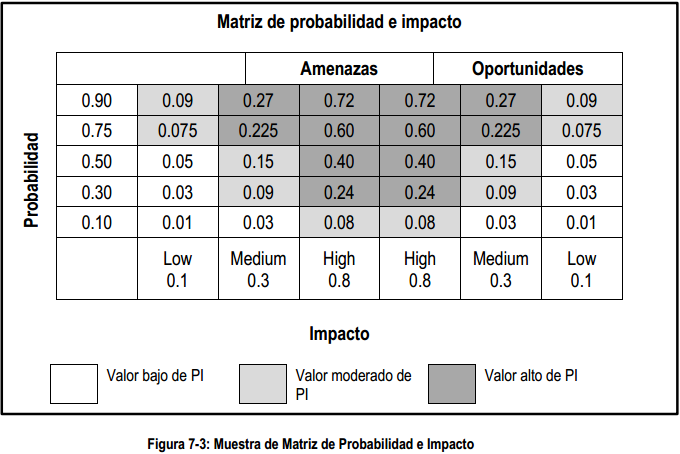 Matriz de probabilidad e impacto
Amenazas Oportunidades
Probabilidad
0.90 0.09 0.27 0.72 0.72 0.27 0.09
0.75 0.075 0.225 0.60 0.60 0.225 0.075
0.50 0.05 0.15 0.40 0.40 0.15 0.05
0.30 0.03 0.09 0.24 0.24 0.09 0.03
0.10 0.01 0.03 0.08 0.08 0.03 0.01
Low Medium High High Medium Low
0.1 0.3 0.8 0.8 0.3 0.1
Impacto
Valor bajo de PI Valor moderado de Valor alto de PI
PI
Figura 7-3: Muestra de Matriz de Probabilidad e Impacto